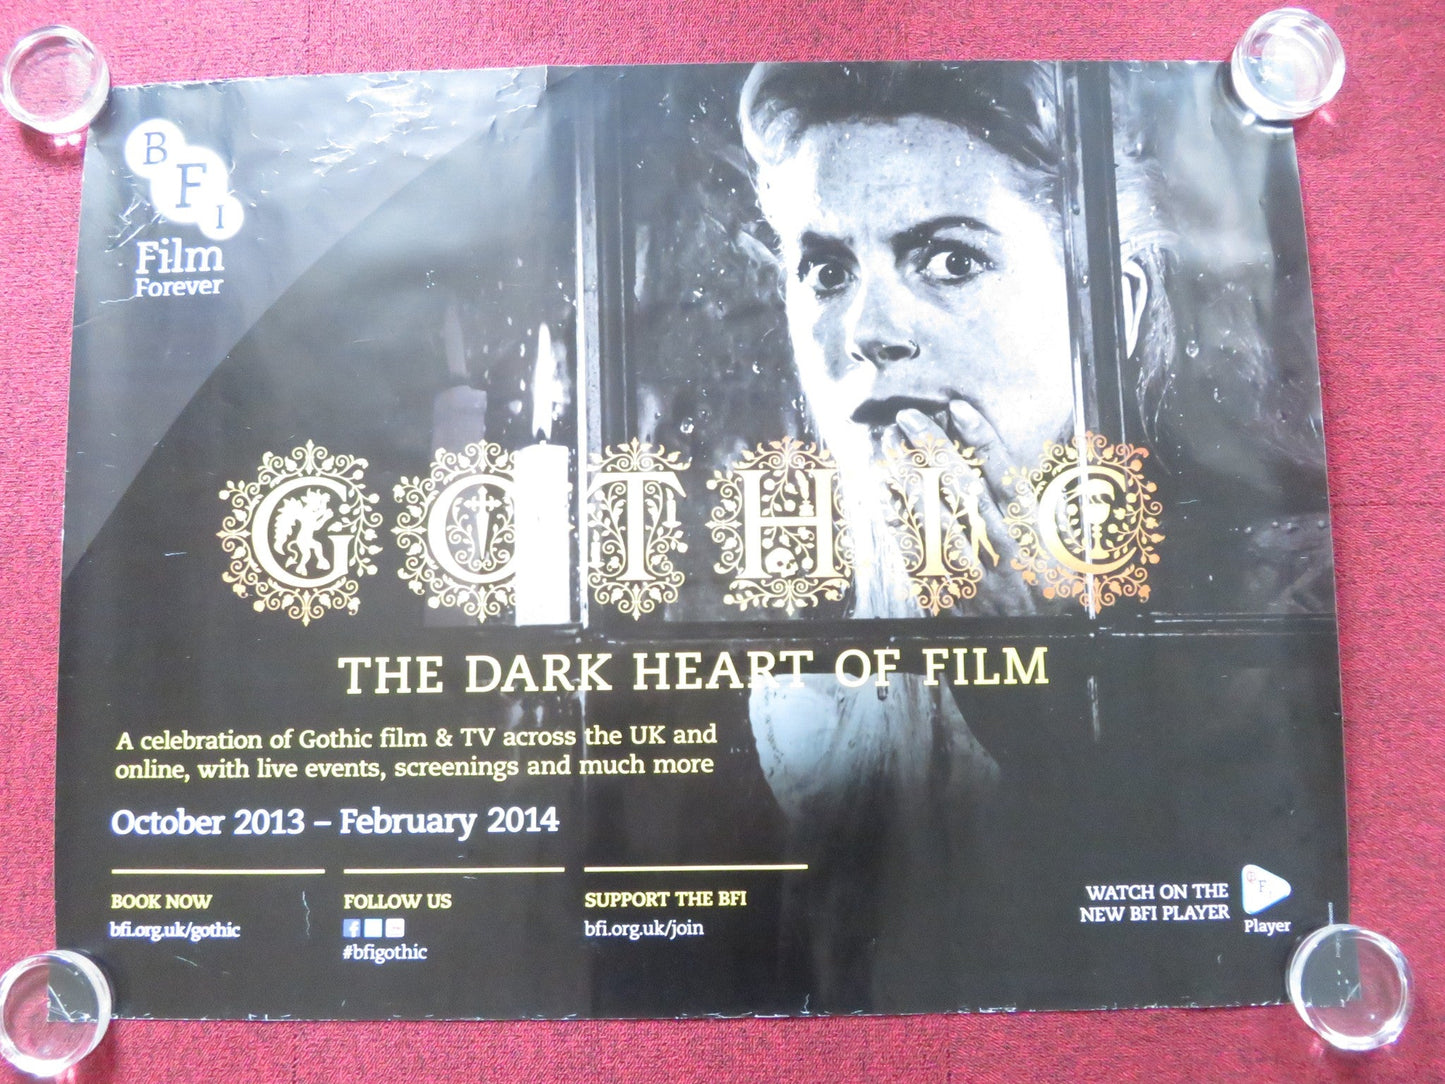 BFI
Film
Forever
GOTHIC
THE DARK HEART OF FILM
A celebration of Gothic film & TV across the UK and
online, with live events, screenings and much more
October 2013 – February 2014
BOOK NOW
bfi.org.uk/gothic
FOLLOW US
#bfigothic
SUPPORT THE BFI
bfi.org.uk/join
WATCH ON THE
NEW BFI PLAYER
Player